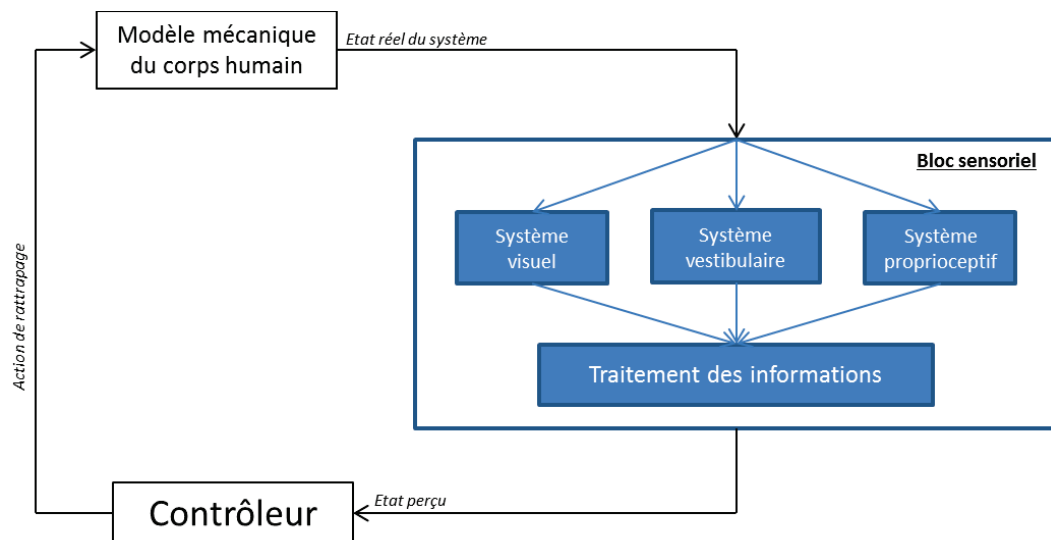 Modèle mécanique
du corps humain
Etat réel du système
Bloc sensoriel
Système
visuel
Système
vestibulaire
Système
proprioceptif
Traitement des informations
Action de rattrapage
Etat perçu
Contrôleur